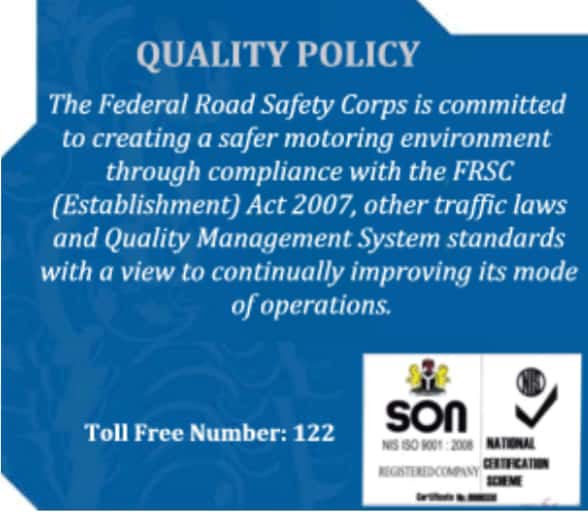 QUALITY POLICY
The Federal Road Safety Corps is committed
to creating a safer motoring environment
through compliance with the FRSC
(Establishment) Act 2007, other traffic laws
and Quality Management System standards
with a view to continually improving its mode
of operations.
Toll Free Number: 122
SON
NIS ISO 9001 : 2008
REGISTERED COMPANY
Certificate No.
NIS
NATIONAL
CERTIFICATION
SCHEME